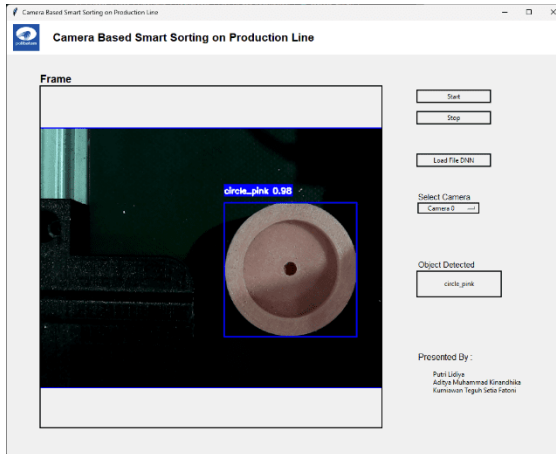 Camera Based Smart Sorting on Production Line
Camera Based Smart Sorting on Production Line
Frame
Start
Stop
circle_pink 0.98
Load File DNN
Select Camera
Camera 0
Object Detected
circle_pink
Presented By :
Putri Lidiya
Aditya Muhammad Kirandhika
Kurniawan Teguh Setia Fatoni